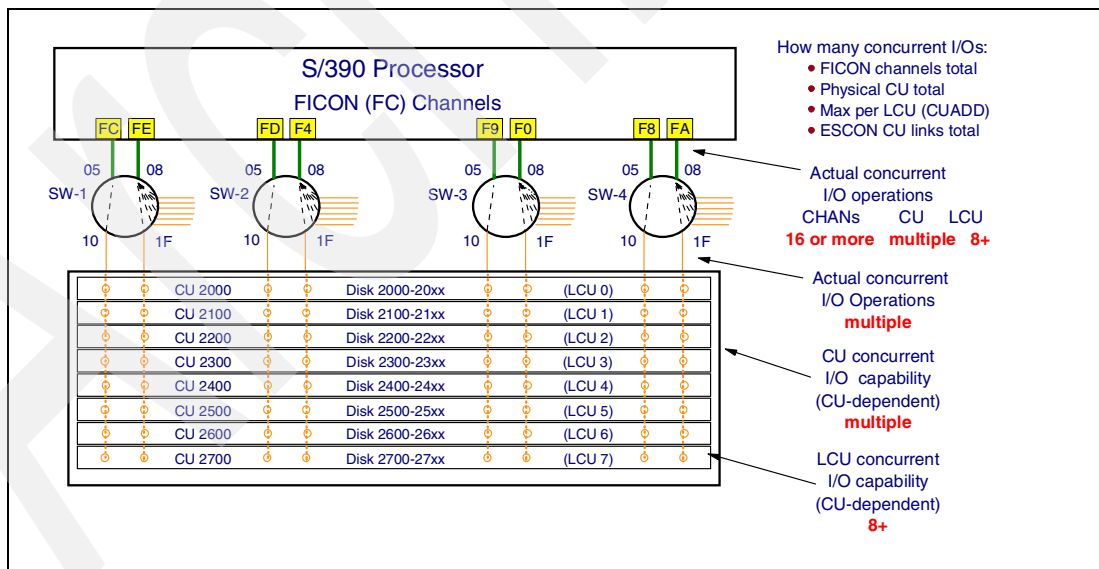 S/390 Processor
FICON (FC) Channels
FC FE FD F4 F9 F0 F8 FA
05 08 05 08 05 08 05 08
SW-1 SW-2 SW-3 SW-4
10 1F 10 1F 10 1F 10 1F
CU 2000 Disk 2000-20xx (LCU 0)
CU 2100 Disk 2100-21xx (LCU 1)
CU 2200 Disk 2200-22xx (LCU 2)
CU 2300 Disk 2300-23xx (LCU 3)
CU 2400 Disk 2400-24xx (LCU 4)
CU 2500 Disk 2500-25xx (LCU 5)
CU 2600 Disk 2600-26xx (LCU 6)
CU 2700 Disk 2700-27xx (LCU 7)
How many concurrent I/Os:
• FICON channels total
• Physical CU total
• Max per LCU (CUADD)
• ESCON CU links total
Actual concurrent
I/O operations
CHANs CU LCU
16 or more multiple 8+
Actual concurrent
I/O Operations
multiple
CU concurrent
I/O capability
(CU-dependent)
multiple
LCU concurrent
I/O capability
(CU-dependent)
8+